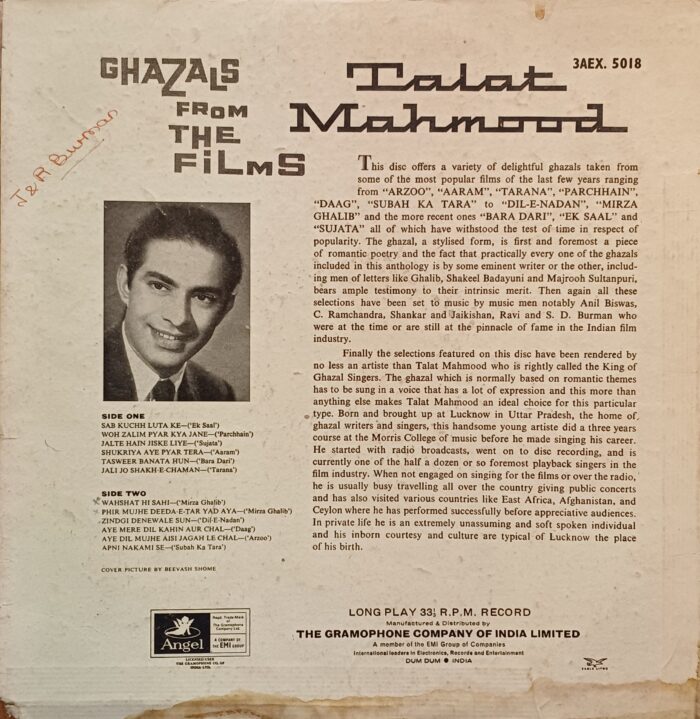 GHAZALS
FROM
THE
FiLMS
Talat
Mahmood
3AEX. 5018
J & R Burman
This disc offers a variety of delightful ghazals taken from
some of the most popular films of the last few years ranging
from “ARZOO”, “AARAM”, “TARANA”, “PARCHHAIN”,
“DAAG”, “SUBAH KA TARA” to “DIL-E-NADAN”, “MIRZA
GHALIB” and the more recent ones “BARA DARI”, “EK SAAL” and
“SUJATA” all of which have withstood the test of time in respect of
popularity. The ghazal, a stylised form, is first and foremost a piece
of romantic poetry and the fact that practically every one of the ghazals
included in this anthology is by some eminent writer or the other, includ-
ing men of letters like Ghalib, Shakeel Badayuni and Majrooh Sultanpuri,
bears ample testimony to their intrinsic merit. Then again all these
selections have been set to music by music men notably Anil Biswas,
C. Ramchandra, Shankar and Jaikishan, Ravi and S. D. Burman who
were at the time or are still at the pinnacle of fame in the Indian film
industry.
Finally the selections featured on this disc have been rendered by
no less an artiste than Talat Mahmood who is rightly called the King of
Ghazal Singers. The ghazal which is normally based on romantic themes
has to be sung in a voice that has a lot of expression and this more than
anything else makes Talat Mahmood an ideal choice for this particular
type. Born and brought up at Lucknow in Uttar Pradesh, the home of
ghazal writers and singers, this handsome young artiste did a three years
course at the Morris College of music before he made singing his career.
He started with radio broadcasts, went on to disc recording, and is
currently one of the half a dozen or so foremost playback singers in the
film industry. When not engaged on singing for the films or over the radio,
he is usually busy travelling all over the country giving public concerts
and has also visited various countries like East Africa, Afghanistan, and
Ceylon where he has performed successfully before appreciative audiences.
In private life he is an extremely unassuming and soft spoken individual
and his inborn courtesy and culture are typical of Lucknow the place
of his birth.
SIDE ONE
SAB KUCHH LUTA KE—('Ek Saal')
WOH ZALIM PYAR KYA JANE—('Parchhain')
JALTE HAIN JISKE LIYE—('Sujata')
SHUKRIYA AYE PYAR TERA—('Aaram')
TASWEER BANATA HUN—('Bara Dari')
JALI JO SHAKH-E-CHAMAN—('Tarana')
SIDE TWO
WAHSHAT HI SAHI—('Mirza Ghalib')
PHIR MUJHE DEEDA-E-TAR YAD AYA—('Mirza Ghalib')
ZINDGI DENEWALE SUN—('Dil-E-Nadan')
AYE MERE DIL KAHIN AUR CHAL—('Daag')
AYE DIL MUJHE AISI JAGAH LE CHAL—('Arzoo')
APNI NAKAMI SE—('Subah Ka Tara')
COVER PICTURE BY BEEVASH SHOME
Angel
Regd. Trade Mark
of The Gramophone
Company Ltd.
A COMPANY OF
THE EMI GROUP
LICENSED USER
THE GRAMOPHONE CO. OF
INDIA LTD.
LONG PLAY 33⅓ R.P.M. RECORD
Manufactured & Distributed by
THE GRAMOPHONE COMPANY OF INDIA LIMITED
A member of the EMI Group of Companies
International leaders in Electronics, Records and Entertainment
DUM DUM ● INDIA